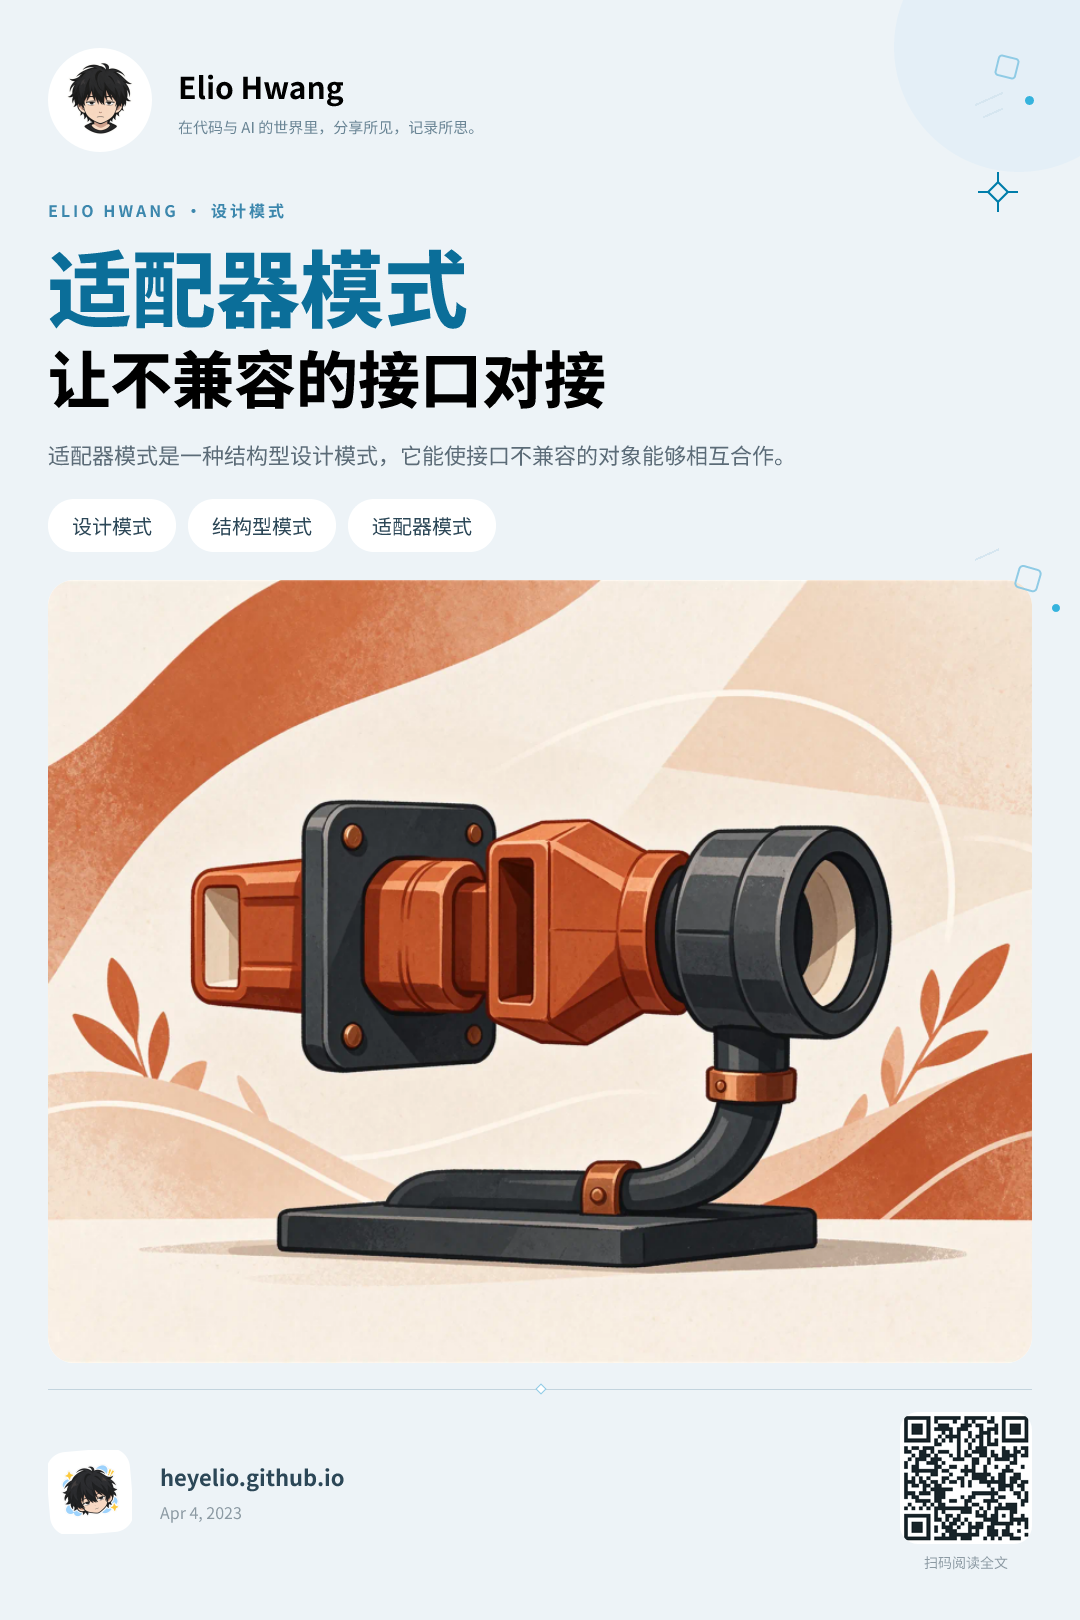 Elio Hwang
在代码与 AI 的世界里，分享所见，记录所思。
ELIO HWANG • 设计模式
适配器模式
让不兼容的接口对接
适配器模式是一种结构型设计模式，它能使接口不兼容的对象能够相互合作。
设计模式 结构型模式 适配器模式
heyelio.github.io
Apr 4, 2023
扫码阅读全文